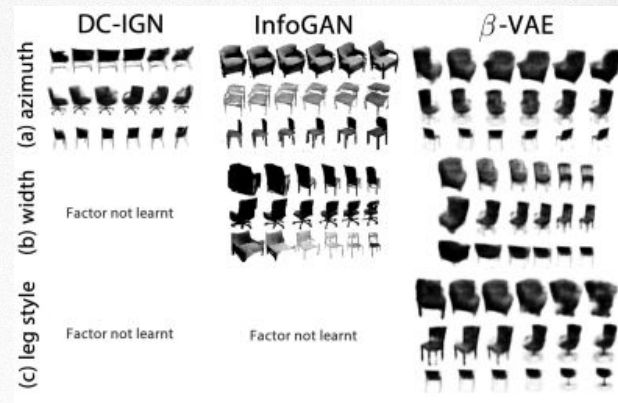 DC-IGN InfoGAN β-VAE
(a) azimuth
(b) width
Factor not learnt
(c) leg style
Factor not learnt Factor not learnt